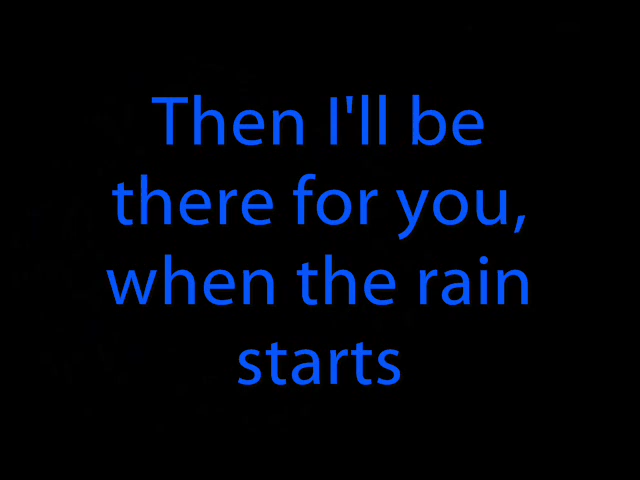 Then I'll be
there for you,
when the rain
starts